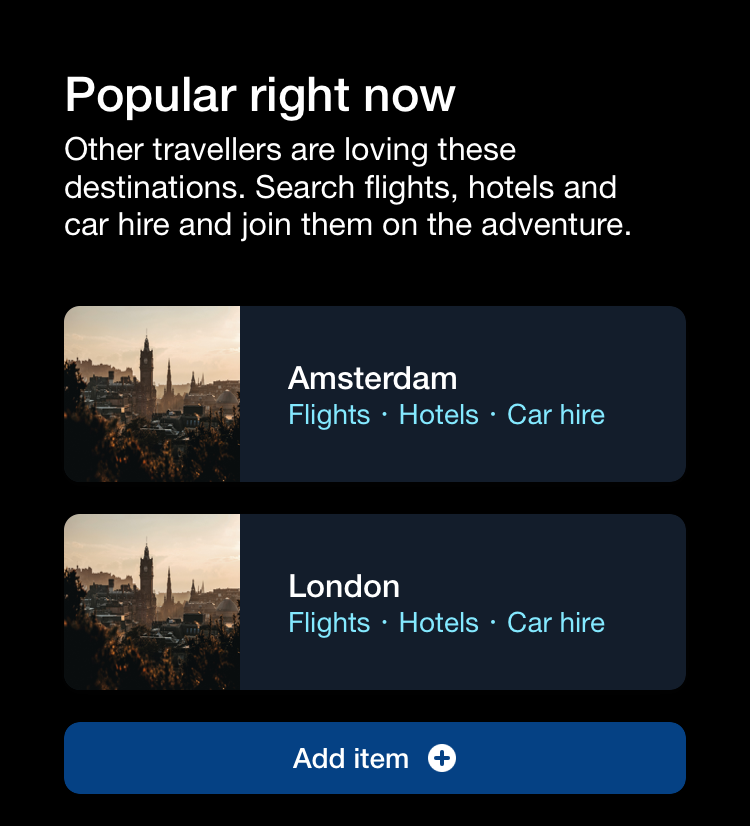 Popular right now
Other travellers are loving these
destinations. Search flights, hotels and
car hire and join them on the adventure.
Amsterdam
Flights · Hotels · Car hire
London
Flights · Hotels · Car hire
Add item